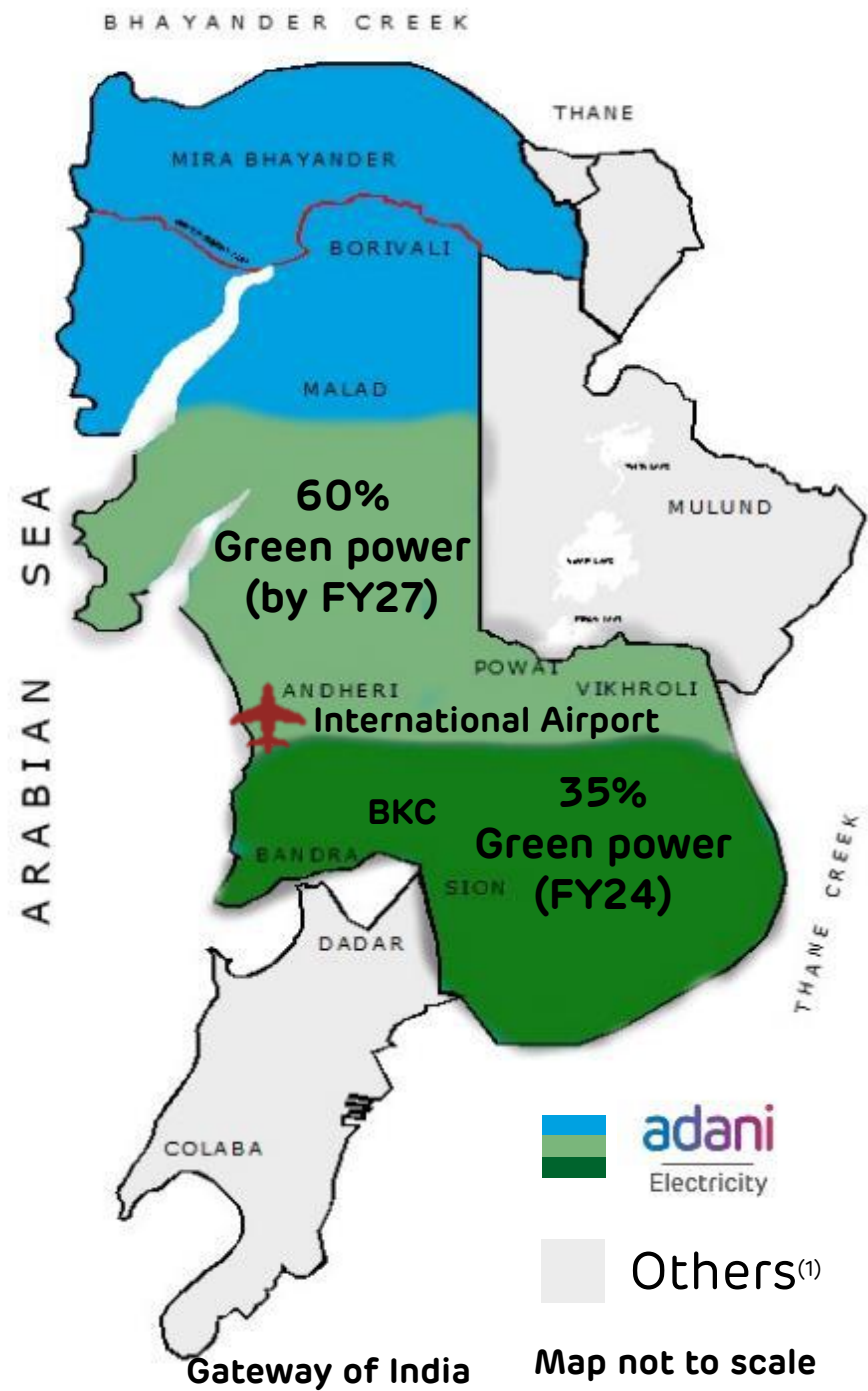 BHAYANDER CREEK
THANE
MIRA BHAYANDER
BORIVALI
MALAD
ARABIAN SEA
60%
Green power
(by FY27)
MULUND
POWAI
VIKHROLI
ANDHERI
International Airport
BKC
35%
Green power
(FY24)
BANDRA
SION
DADAR
THANE CREEK
COLABA
adani
Electricity
Others(1)
Gateway of India
Map not to scale